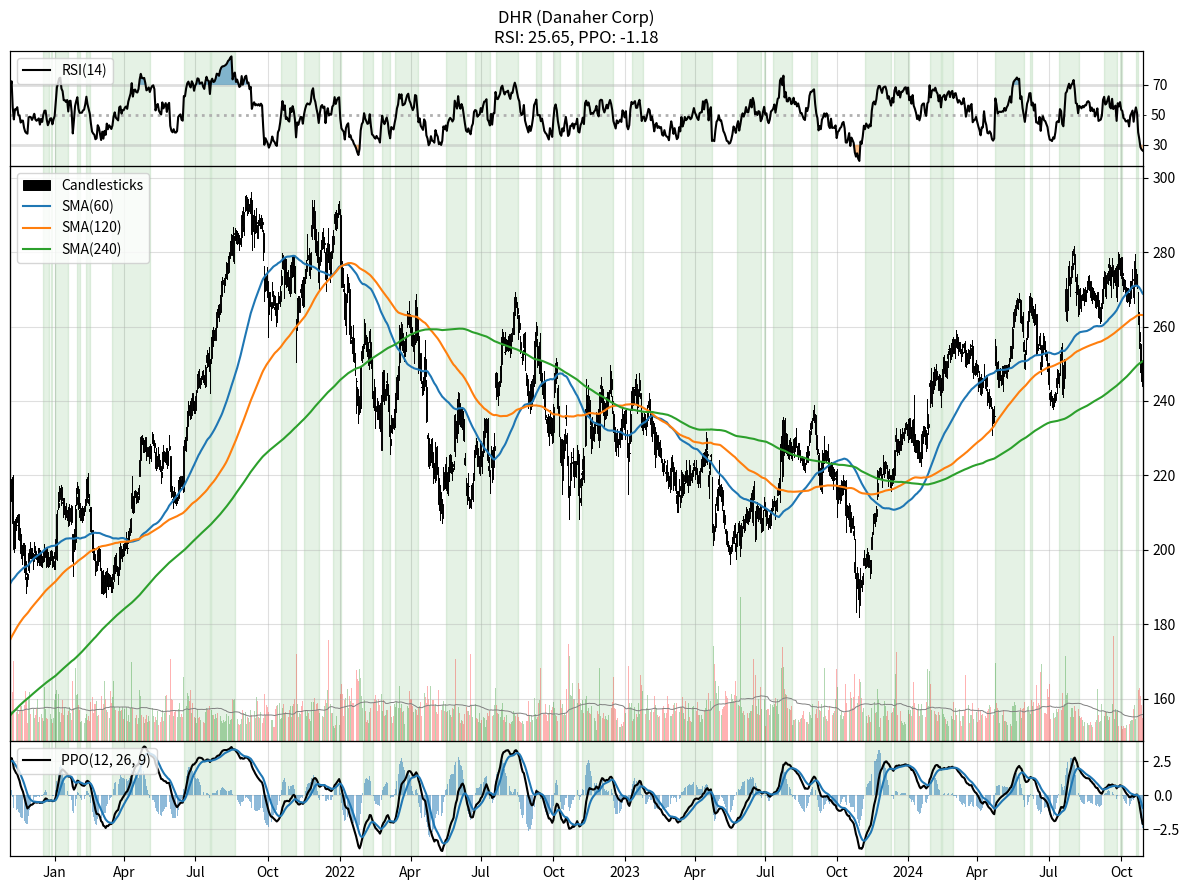 DHR (Danaher Corp)
RSI: 25.65, PPO: -1.18
RSI(14)
70
50
30
Candlesticks
SMA(60)
SMA(120)
SMA(240)
300
280
260
240
220
200
180
160
PPO(12, 26, 9)
2.5
0.0
−2.5
Jan Apr Jul Oct 2022 Apr Jul Oct 2023 Apr Jul Oct 2024 Apr Jul Oct